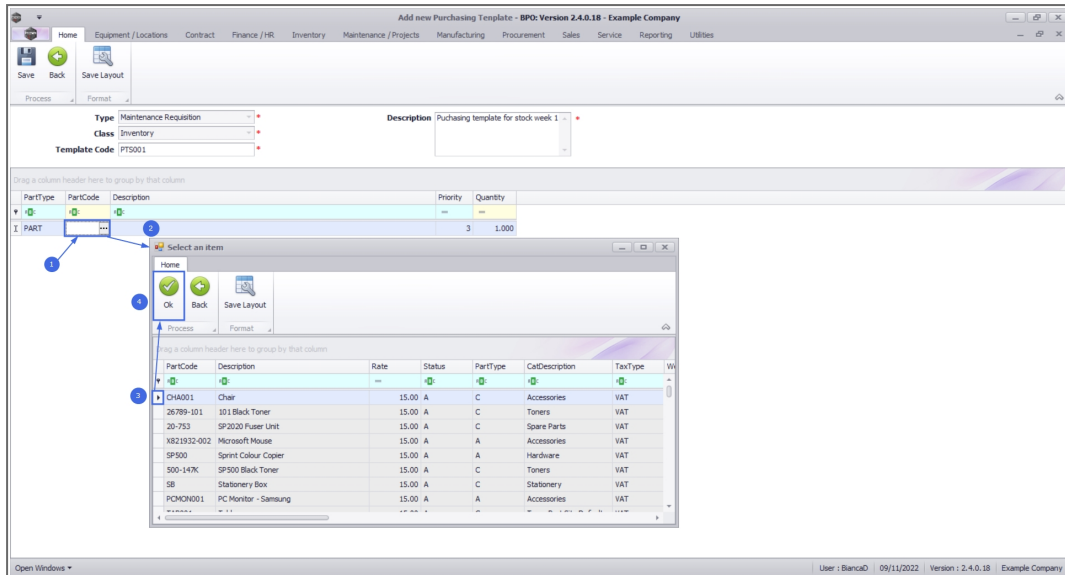 Add new Purchasing Tenplate - BPO: Version 2.4.0.18 - Example Company
Home Equipment / Locations Contract Finance / HR Inventory Maintenance / Projects Manufacturing Procurement Sales Service Reporting Utilities
Save Back Save Layout
Process Format
Type Maintenance Requisition * Description Puchasing template for stock week 1 *
Class Inventory *
Template Code PTS001 *
Drag a column header here to group by that column
PartType PartCode Description Priority Quantity
PART 3 1.000
1 2
Select an item
Home
4
Ok Back Save Layout
Process Format
Drag a column header here to group by that column
PartCode Description Rate Status PartType CatDescription TaxType
3 CHA001 Chair 15.00 A C Accessories VAT
26789-101 101 Black Toner 15.00 A C Toners VAT
20-753 SP2020 Fuser Unit 15.00 A C Spare Parts VAT
X821932-002 Microsoft Mouse 15.00 A A Accessories VAT
SP500 Sprint Colour Copier 15.00 A A Hardware VAT
500-147K SP500 Black Toner 15.00 A C Toners VAT
SB Stationery Box 15.00 A C Stationery VAT
PCMON001 PC Monitor - Samsung 15.00 A A Accessories VAT
Open Windows User : BiancaD 09/11/2022 Version : 2.4.0.18 Example Company